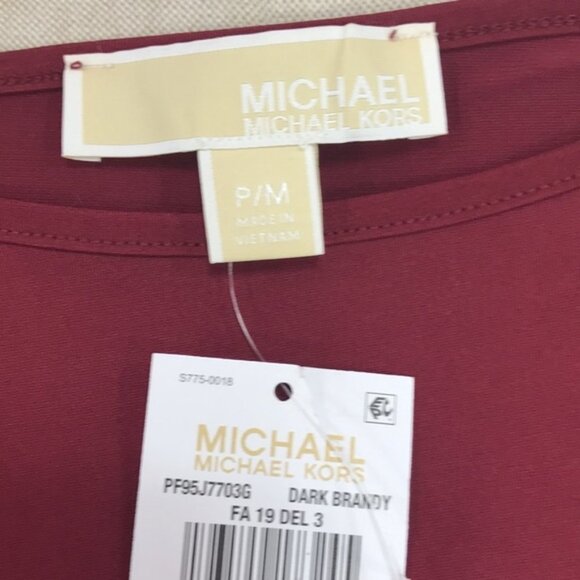 MICHAEL
MICHAEL KORS
P/M
MADE IN
VIETNAM
S775-0018
MICHAEL
MICHAEL KORS
PF95J7703G DARK BRANDY
FA 19 DEL 3